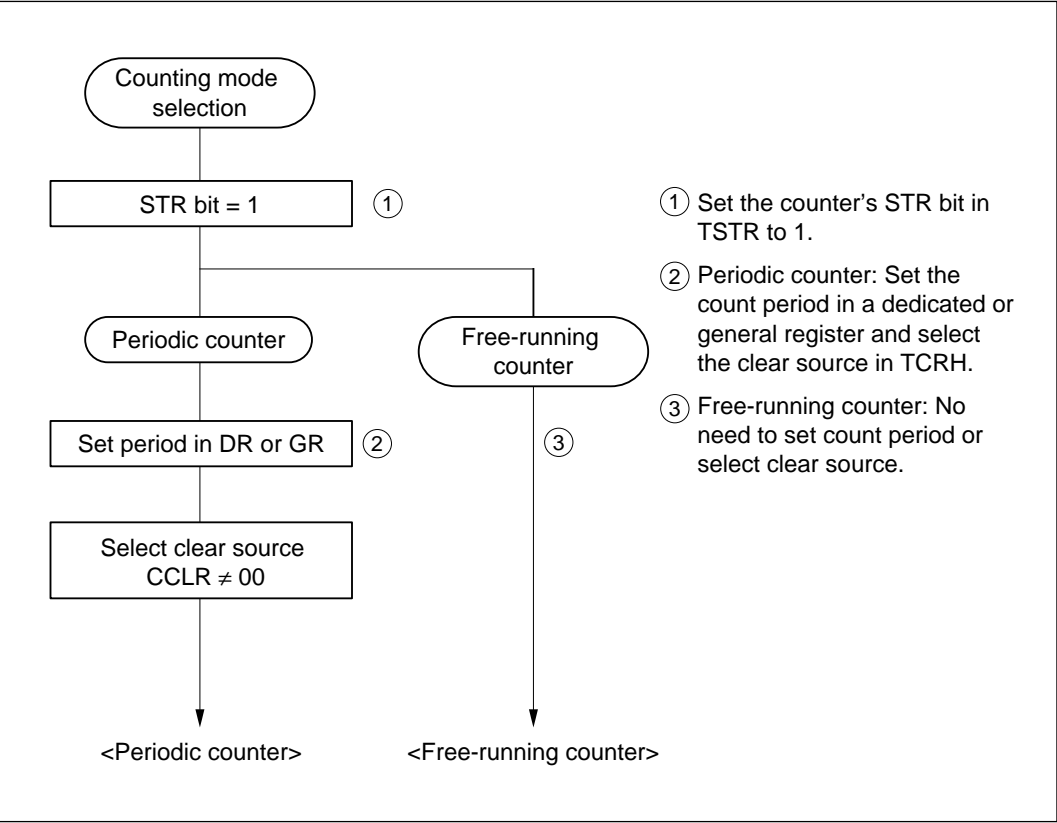 Counting mode
selection
STR bit = 1
①
Periodic counter
Free-running
counter
Set period in DR or GR
②
③
Select clear source
CCLR ≠ 00
<Periodic counter>
<Free-running counter>
① Set the counter’s STR bit in
TSTR to 1.
② Periodic counter: Set the
count period in a dedicated or
general register and select
the clear source in TCRH.
③ Free-running counter: No
need to set count period or
select clear source.